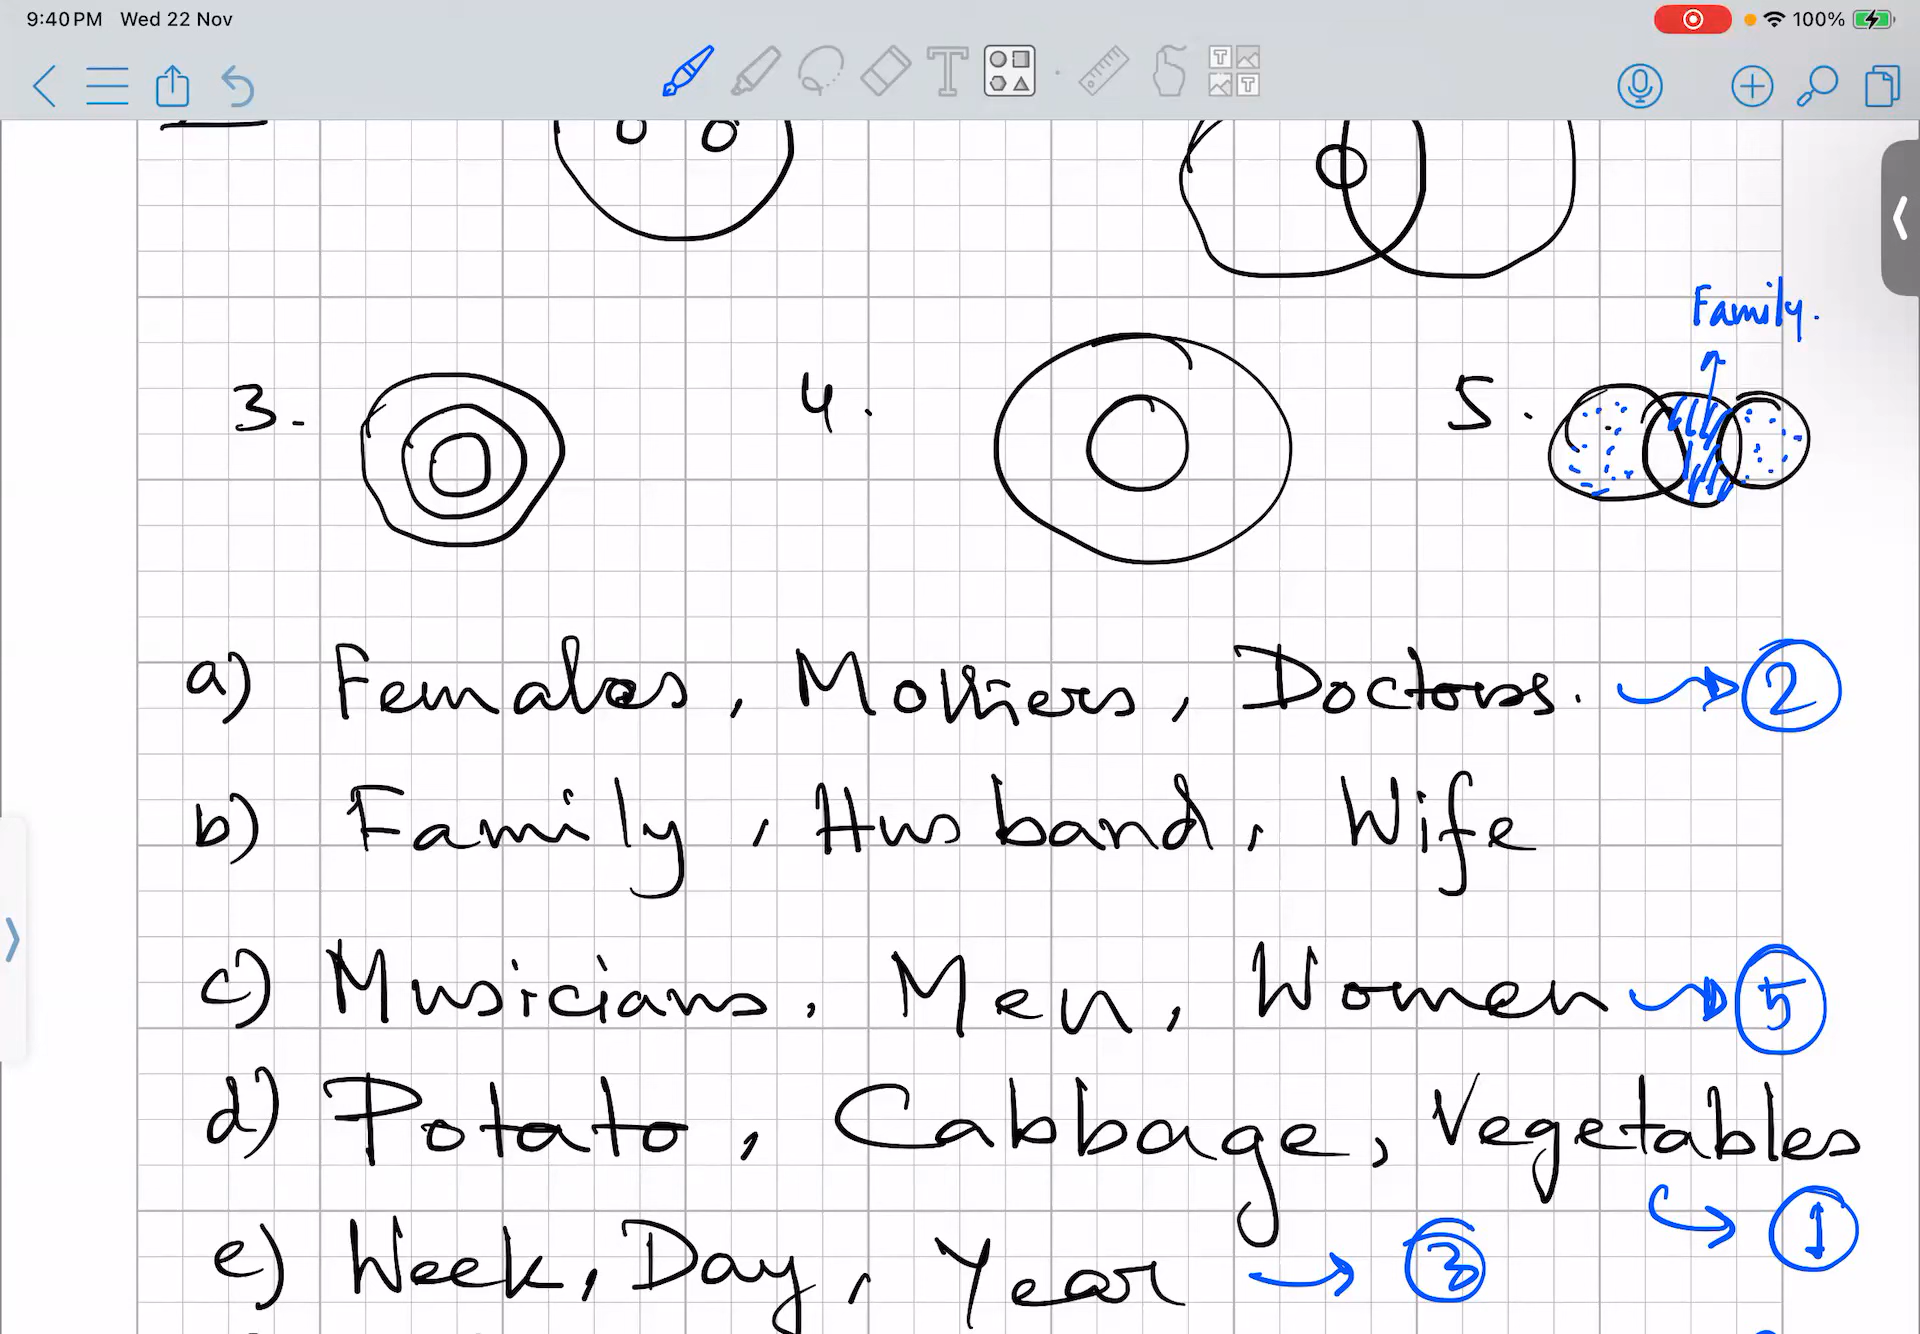 9:40 PM Wed 22 Nov
100%
Family.
3.
4.
5.
a) Females, Mothers, Doctors. → 2
b) Family, Husband, Wife
c) Musicians, Men, Women → 5
d) Potato, Cabbage, Vegetables
↪ 1
e) Week, Day, Year → 3